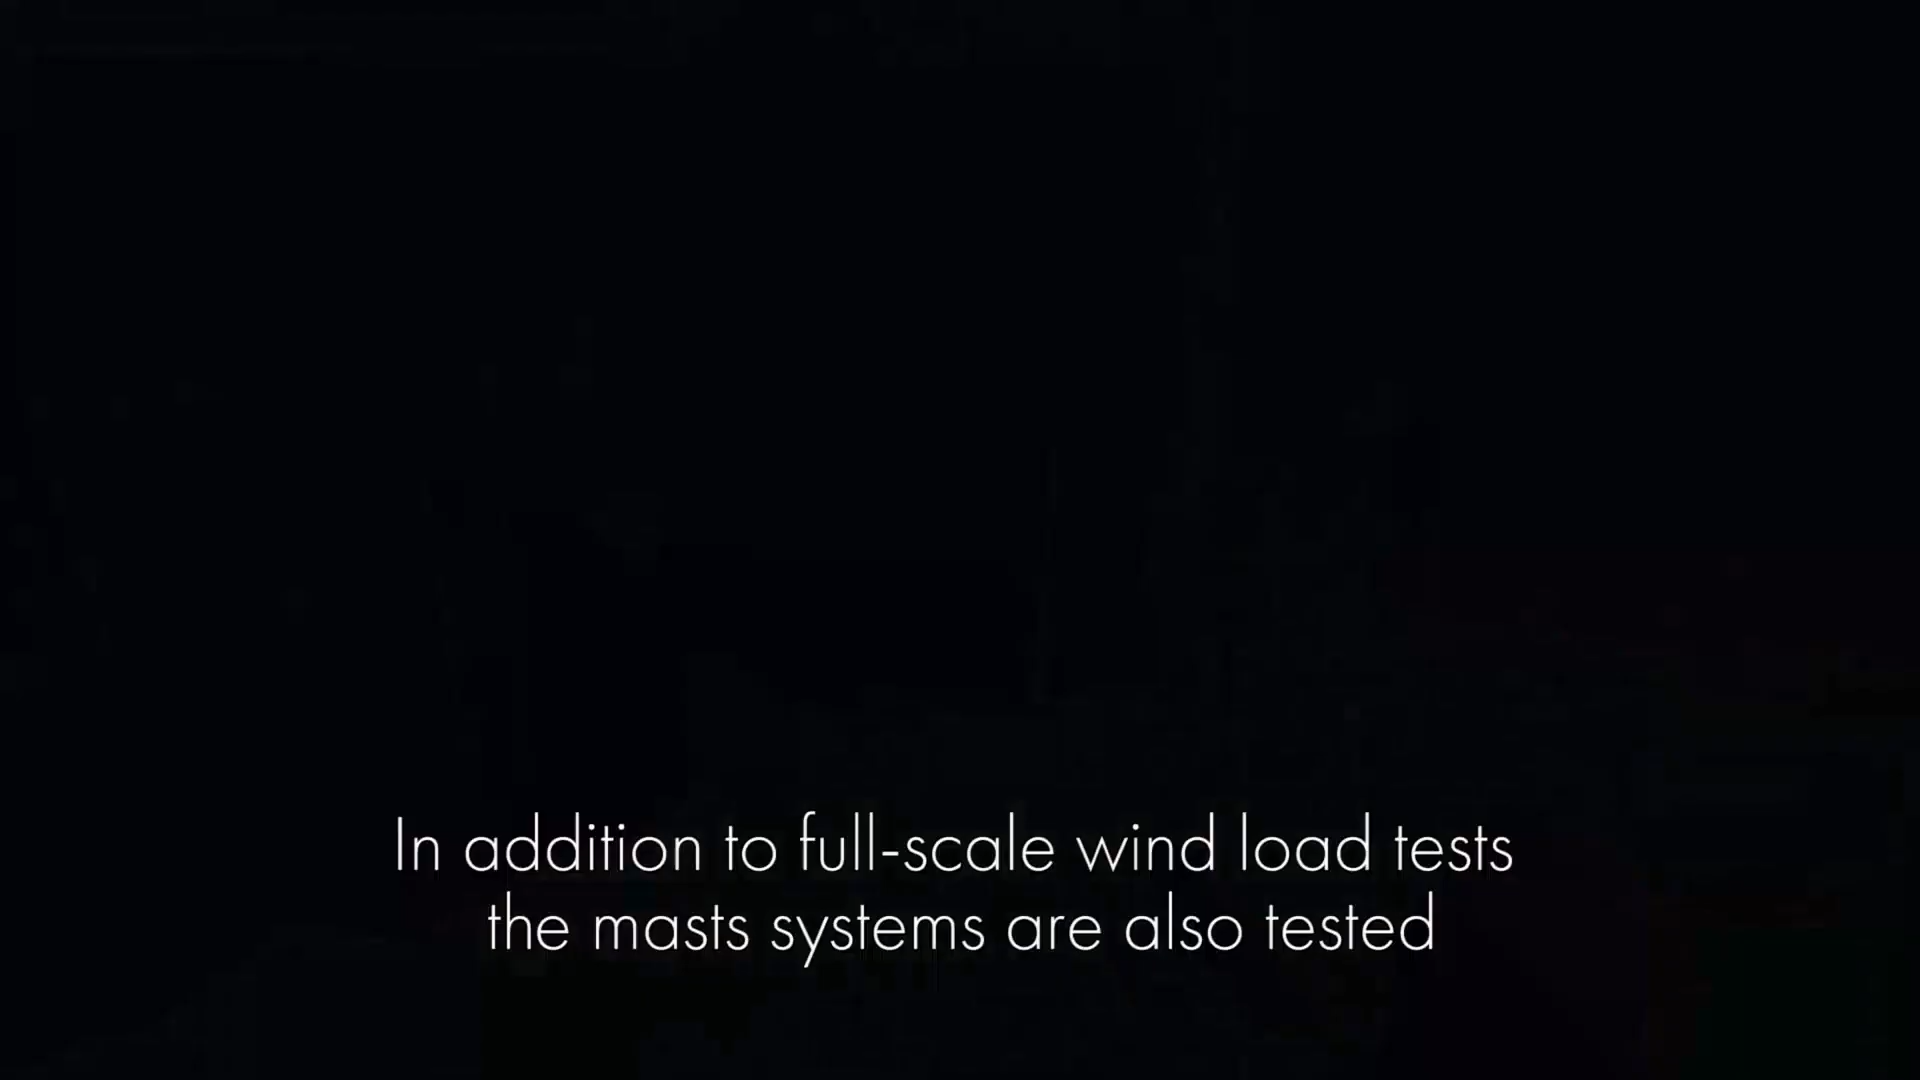 In addition to full-scale wind load tests
the masts systems are also tested